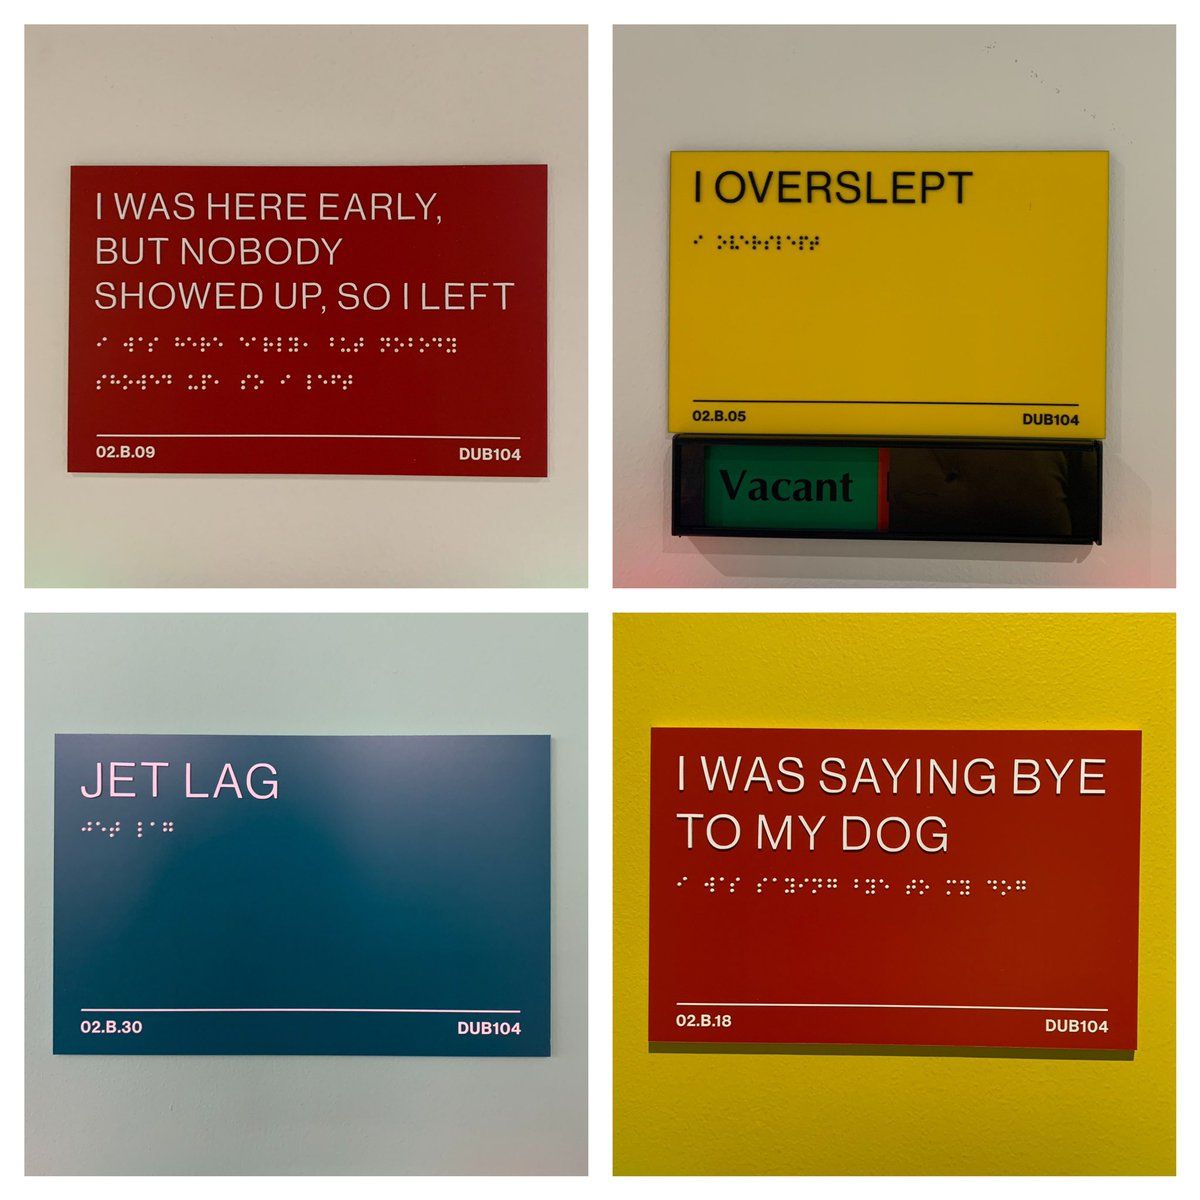 I WAS HERE EARLY,
BUT NOBODY
SHOWED UP, SO I LEFT
⠊ ⠺⠁⠎ ⠓⠑⠗⠑ ⠑⠁⠗⠇⠽⠂ ⠃⠥⠞ ⠝⠕⠃⠕⠙⠽
⠎⠓⠕⠺⠑⠙ ⠥⠏⠂ ⠎⠕ ⠊ ⠇⠑⠋⠞
02.B.09 DUB104
I OVERSLEPT
⠊ ⠕⠧⠑⠗⠎⠇⠑⠏⠞
02.B.05 DUB104
Vacant
JET LAG
⠚⠑⠞ ⠇⠁⠛
02.B.30 DUB104
I WAS SAYING BYE
TO MY DOG
⠊ ⠺⠁⠎ ⠎⠁⠽⠊⠝⠛ ⠃⠽⠑ ⠞⠕ ⠍⠽ ⠙⠕⠛
02.B.18 DUB104